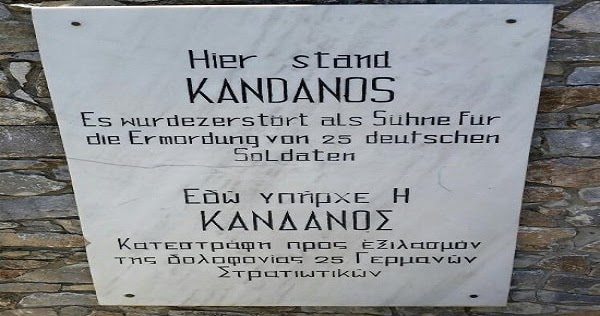 Hier stand
KANDANOS
Es wurdezerstört als Sühne für
die Ermordung von 25 deutschen
Soldaten
Εδώ υπήρχε Η
ΚΑΝΔΑΝΟΣ
Κατεστράφη προς εξιλασμόν
της δολοφονίας 25 Γερμανών
Στρατιωτικών